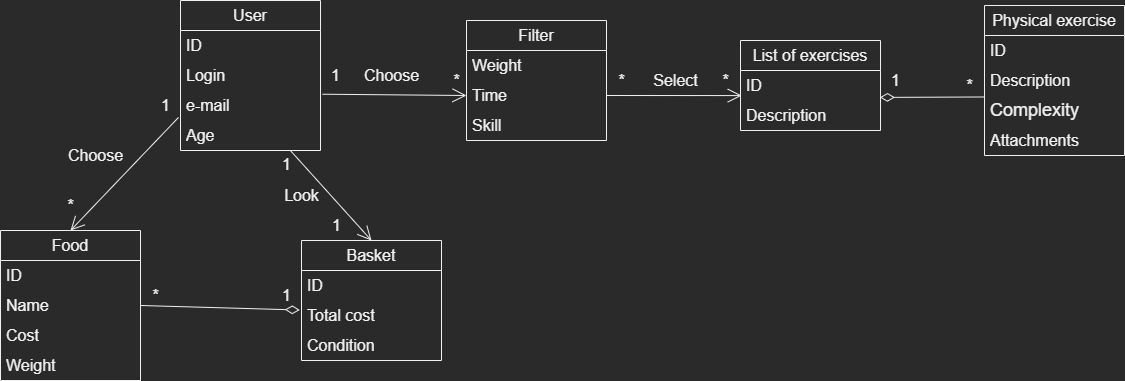 User
ID
Login
e-mail
Age
1
Choose
*
Filter
Weight
Time
Skill
*
Select
*
List of exercises
ID
Description
1
*
Physical exercise
ID
Description
Complexity
Attachments
1
Choose
*
1
Look
1
Food
ID
Name
Cost
Weight
*
1
Basket
ID
Total cost
Condition